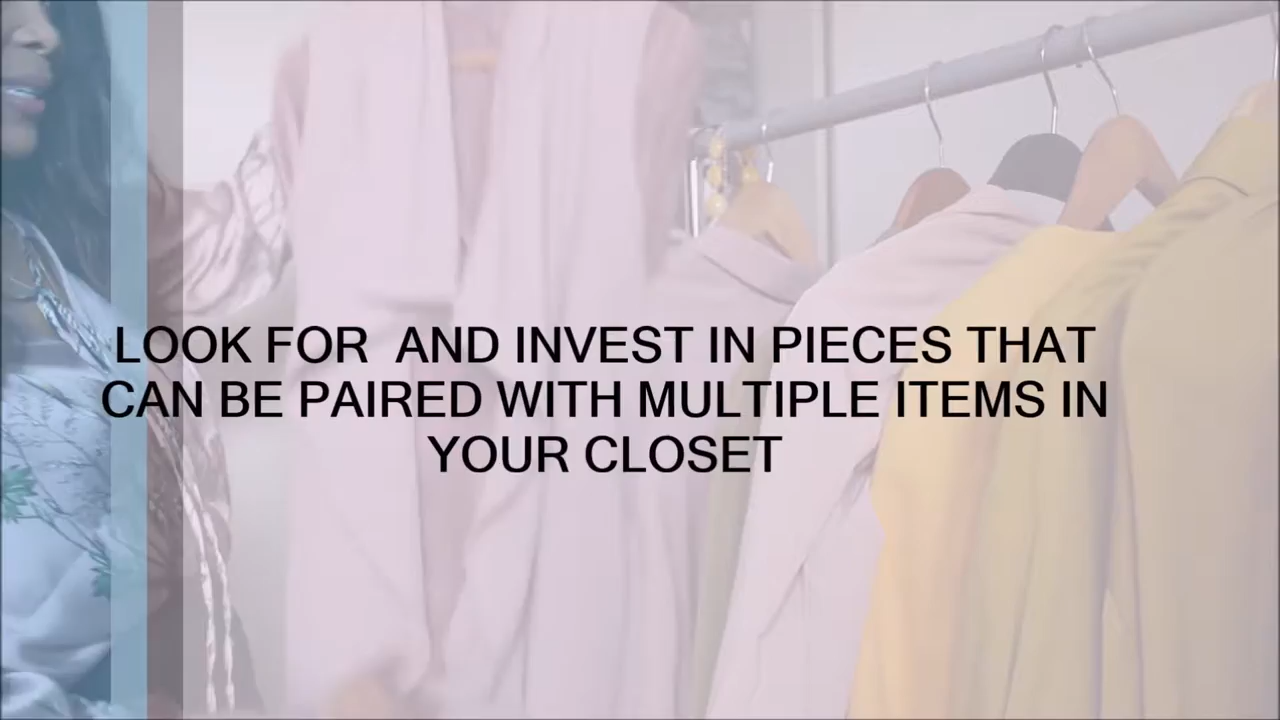 LOOK FOR  AND INVEST IN PIECES THAT
CAN BE PAIRED WITH MULTIPLE ITEMS IN
YOUR CLOSET